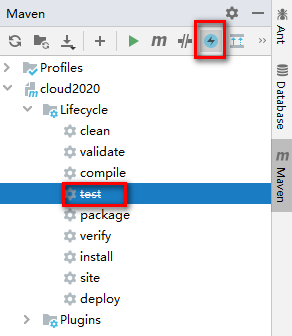 Maven
m
Profiles
cloud2020
Lifecycle
clean
validate
compile
test
package
verify
install
site
deploy
Plugins
Ant
Database
m
Maven